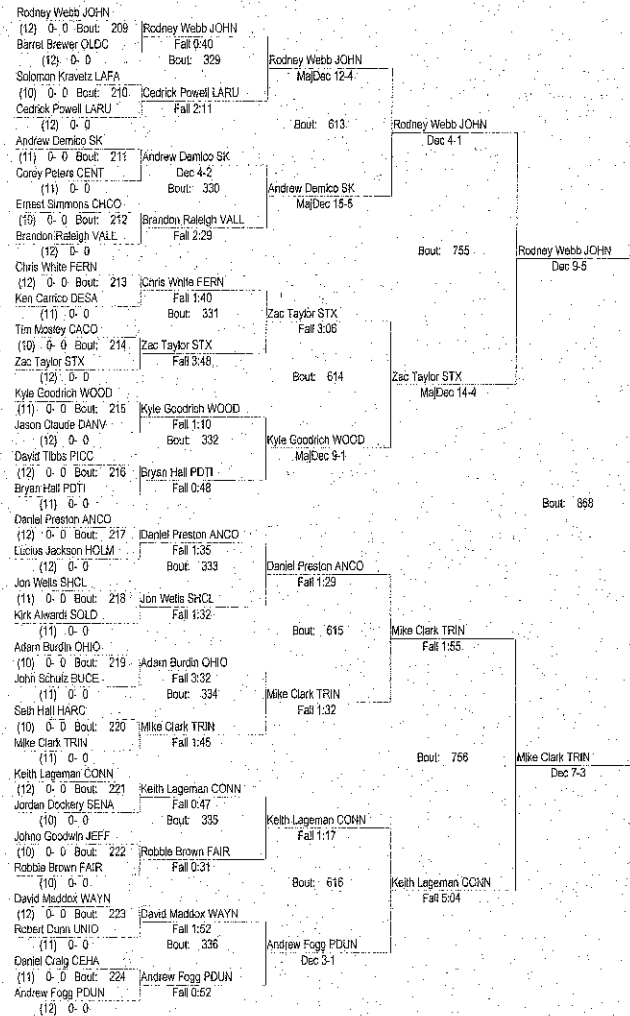 Rodney Webb JOHN
(12) 0- 0 Bout: 209 Rodney Webb JOHN
Barret Brewer OLDC Fall 0:40
(12) 0- 0 Bout: 329 Rodney Webb JOHN
Solomon Kravetz LAFA MajDec 12-4
(10) 0- 0 Bout: 210 Cedrick Powell LARU
Cedrick Powell LARU Fall 2:11
(12) 0- 0 Bout: 613 Rodney Webb JOHN
Andrew Demico SK Dec 4-1
(11) 0- 0 Bout: 211 Andrew Demico SK
Corey Peters CENT Dec 4-2
(11) 0- 0 Bout: 330 Andrew Demico SK
Ernest Simmons CHCO MajDec 15-5
(10) 0- 0 Bout: 212 Brandon Raleigh VALL
Brandon Raleigh VALL Fall 2:29
(12) 0- 0 Bout: 755 Rodney Webb JOHN
Chris White FERN Dec 9-5
(12) 0- 0 Bout: 213 Chris White FERN
Ken Carrico DESA Fall 1:40
(11) 0- 0 Bout: 331 Zac Taylor STX
Tim Mosley CACO Fall 3:06
(10) 0- 0 Bout: 214 Zac Taylor STX
Zac Taylor STX Fall 3:48
(12) 0- 0 Bout: 614 Zac Taylor STX
Kyle Goodrich WOOD MajDec 14-4
(11) 0- 0 Bout: 215 Kyle Goodrich WOOD
Jason Claude DANV Fall 1:10
(12) 0- 0 Bout: 332 Kyle Goodrich WOOD
David Tibbs PICC MajDec 9-1
(12) 0- 0 Bout: 216 Bryan Hall PDTI
Bryan Hall PDTI Fall 0:48
(11) 0- 0 Bout: 868
Daniel Preston ANCO
(12) 0- 0 Bout: 217 Daniel Preston ANCO
Lucius Jackson HOLM Fall 1:35
(12) 0- 0 Bout: 333 Daniel Preston ANCO
Jon Wells SHCL Fall 1:29
(11) 0- 0 Bout: 218 Jon Wells SHCL
Kirk Alwardi SOLD Fall 1:32
(11) 0- 0 Bout: 615 Mike Clark TRIN
Adam Burdin OHIO Fall 1:55
(10) 0- 0 Bout: 219 Adam Burdin OHIO
John Schulz BUCE Fall 3:32
(11) 0- 0 Bout: 334 Mike Clark TRIN
Seth Hall HARC Fall 1:32
(10) 0- 0 Bout: 220 Mike Clark TRIN
Mike Clark TRIN Fall 1:45
(11) 0- 0 Bout: 756 Mike Clark TRIN
Keith Lageman CONN Dec 7-3
(12) 0- 0 Bout: 221 Keith Lageman CONN
Jordan Dockery SENA Fall 0:47
(10) 0- 0 Bout: 335 Keith Lageman CONN
Johno Goodwin JEFF Fall 1:17
(10) 0- 0 Bout: 222 Robbie Brown FAIR
Robbie Brown FAIR Fall 0:31
(10) 0- 0 Bout: 616 Keith Lageman CONN
David Maddox WAYN Fall 5:04
(12) 0- 0 Bout: 223 David Maddox WAYN
Robert Dunn UNIO Fall 1:52
(11) 0- 0 Bout: 336 Andrew Fogg PDUN
Daniel Craig CEHA Dec 3-1
(11) 0- 0 Bout: 224 Andrew Fogg PDUN
Andrew Fogg PDUN Fall 0:52
(12) 0- 0